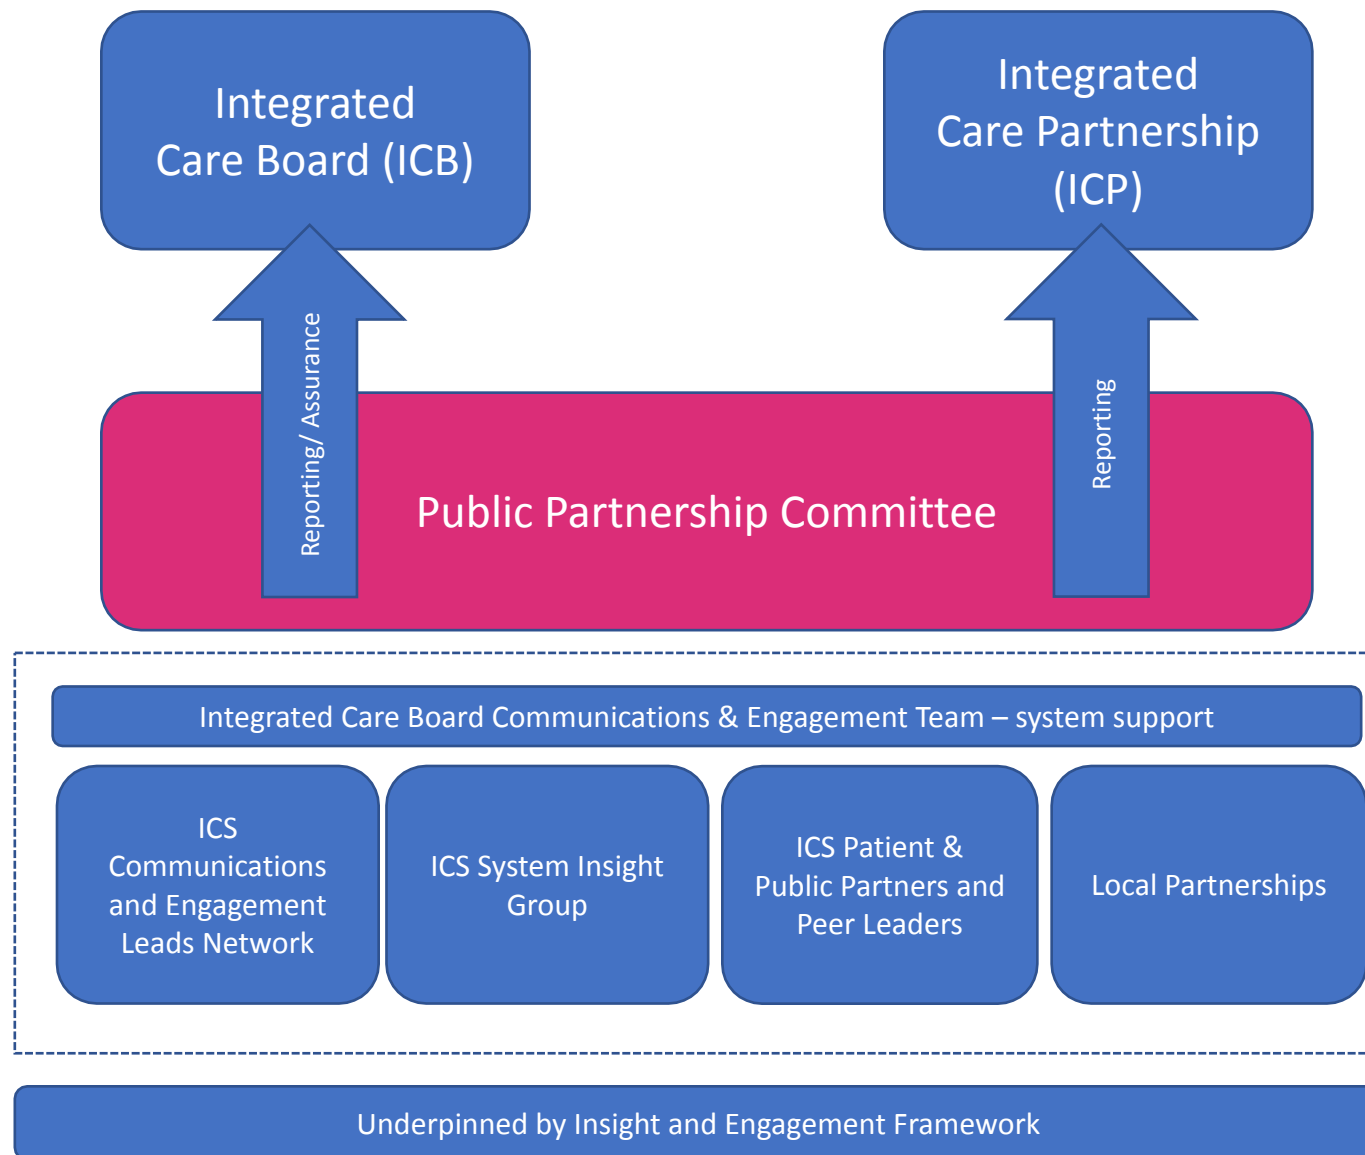 Integrated
Care Board (ICB)
Integrated
Care Partnership
(ICP)
Reporting/ Assurance
Reporting
Public Partnership Committee
Integrated Care Board Communications & Engagement Team – system support
ICS
Communications
and Engagement
Leads Network
ICS System Insight
Group
ICS Patient &
Public Partners and
Peer Leaders
Local Partnerships
Underpinned by Insight and Engagement Framework